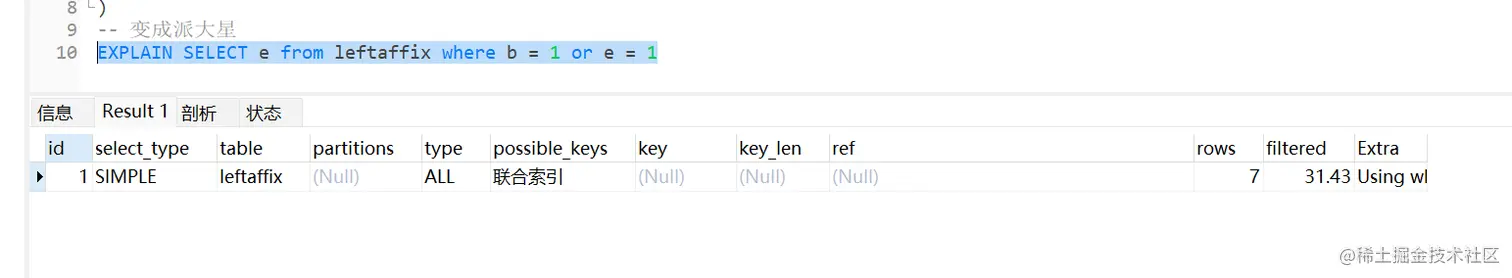 8 )
9 -- 变成派大星
10 EXPLAIN SELECT e from leftaffix where b = 1 or e = 1
信息 Result 1 剖析 状态
id select_type table partitions type possible_keys key key_len ref rows filtered Extra
1 SIMPLE leftaffix (Null) ALL 联合索引 (Null) (Null) (Null) 7 31.43 Using wl
@稀土掘金技术社区